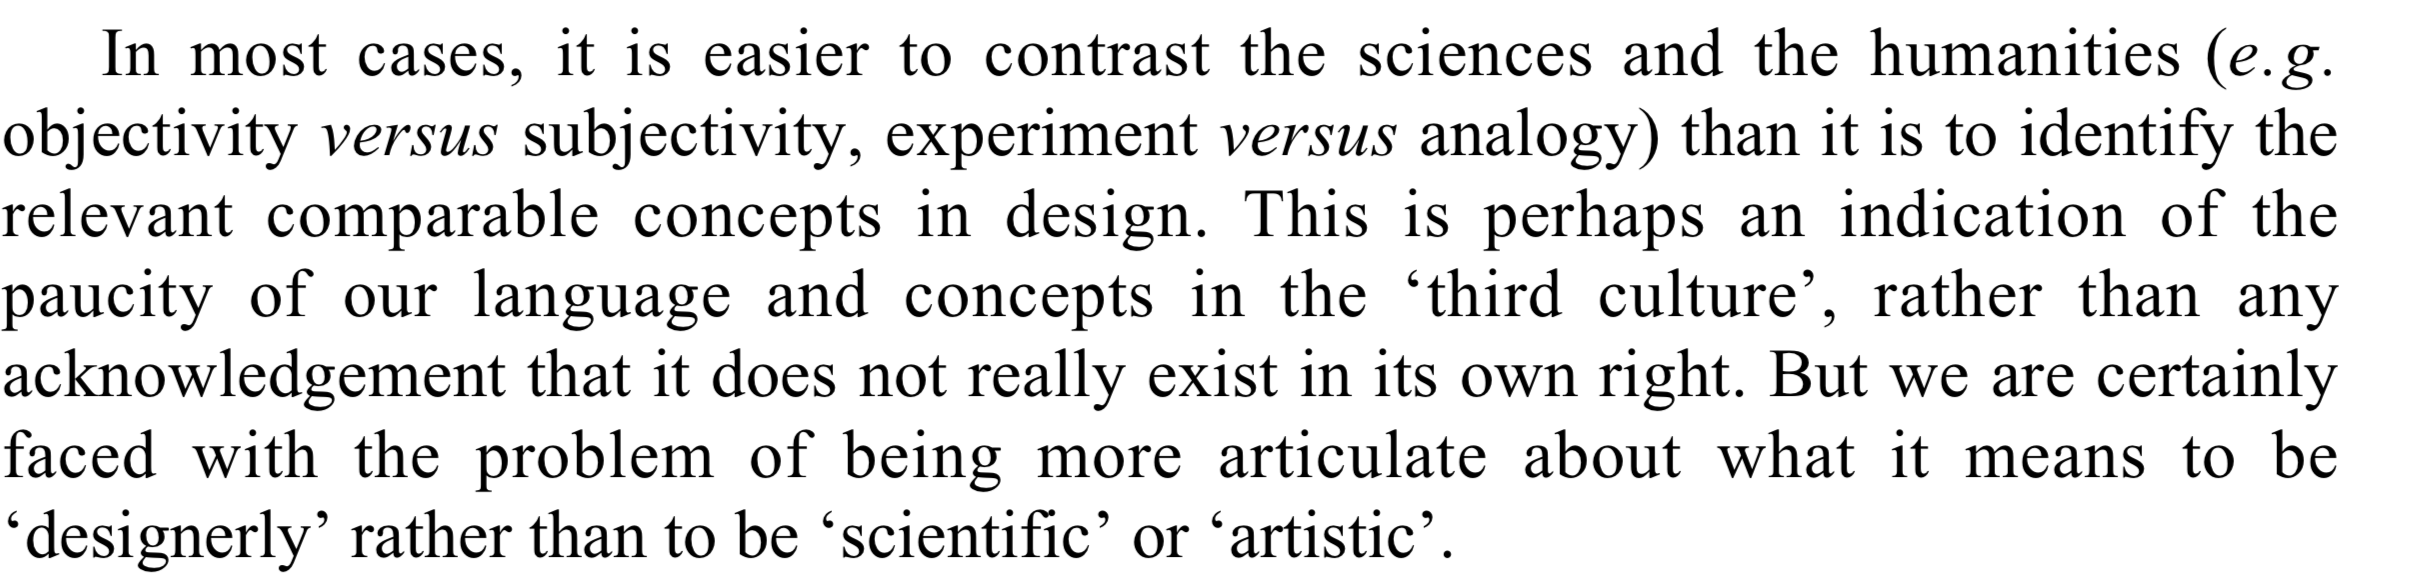 In most cases, it is easier to contrast the sciences and the humanities (e.g.
objectivity versus subjectivity, experiment versus analogy) than it is to identify the
relevant comparable concepts in design. This is perhaps an indication of the
paucity of our language and concepts in the ‘third culture’, rather than any
acknowledgement that it does not really exist in its own right. But we are certainly
faced with the problem of being more articulate about what it means to be
‘designerly’ rather than to be ‘scientific’ or ‘artistic’.